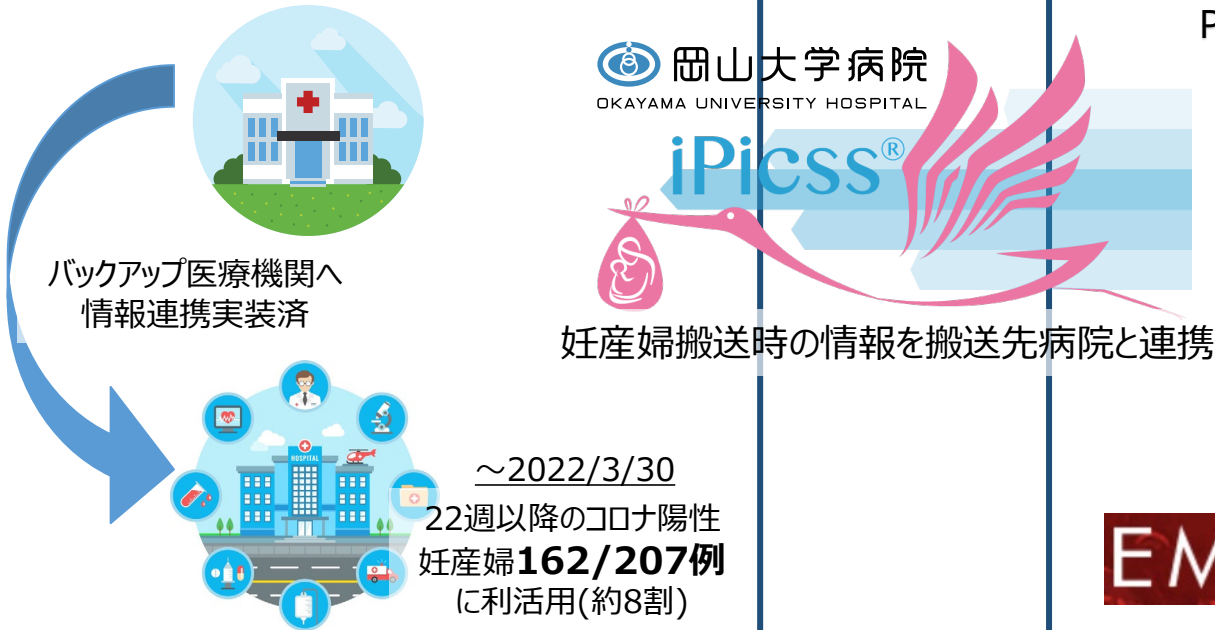 岡山大学病院
OKAYAMA UNIVERSITY HOSPITAL
iPicss®
妊産婦搬送時の情報を搬送先病院と連携
バックアップ医療機関へ
情報連携実装済
HOSPITAL
～2022/3/30
22週以降のコロナ陽性
妊産婦162/207例
に利活用(約8割)
P
EM